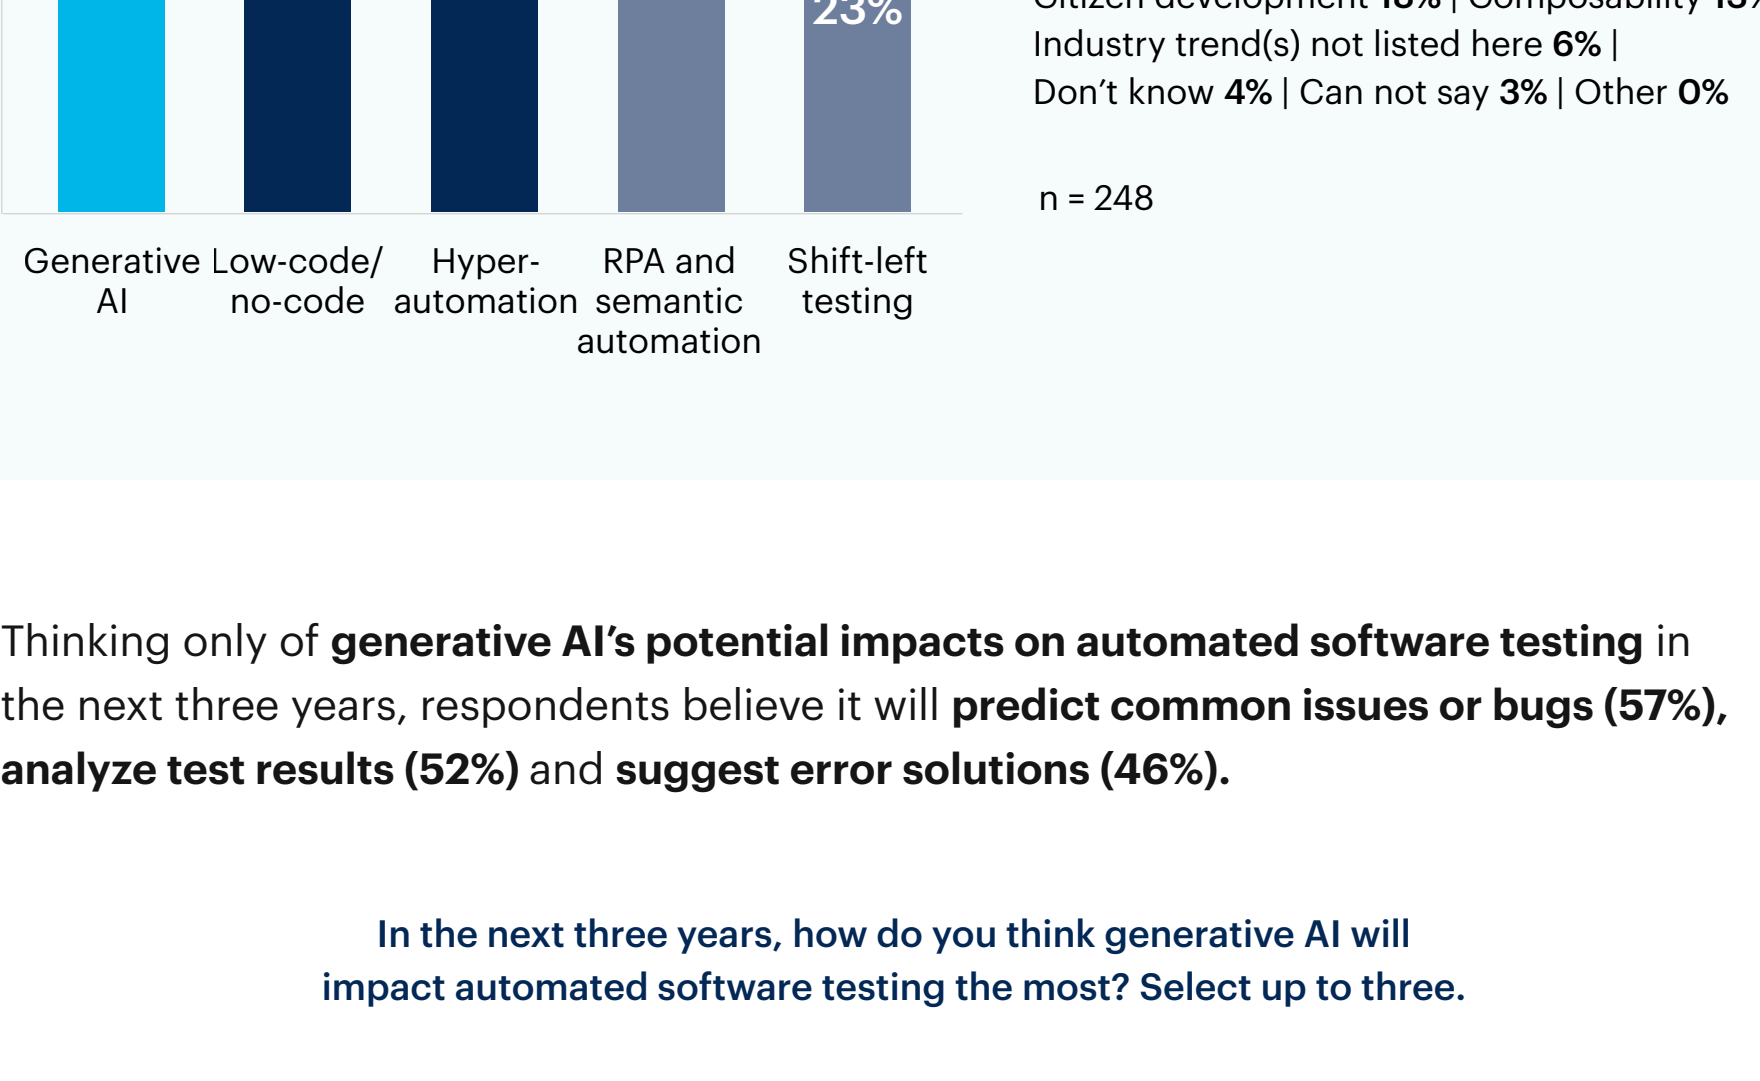 23%
Citizen development 18% | Composability
Industry trend(s) not listed here 6% |
Don’t know 4% | Can not say 3% | Other 0%
n = 248
Generative AI
Low-code/ no-code
Hyper- automation
RPA and semantic automation
Shift-left testing
Thinking only of generative AI’s potential impacts on automated software testing in
the next three years, respondents believe it will predict common issues or bugs (57%),
analyze test results (52%) and suggest error solutions (46%).
In the next three years, how do you think generative AI will
impact automated software testing the most? Select up to three.